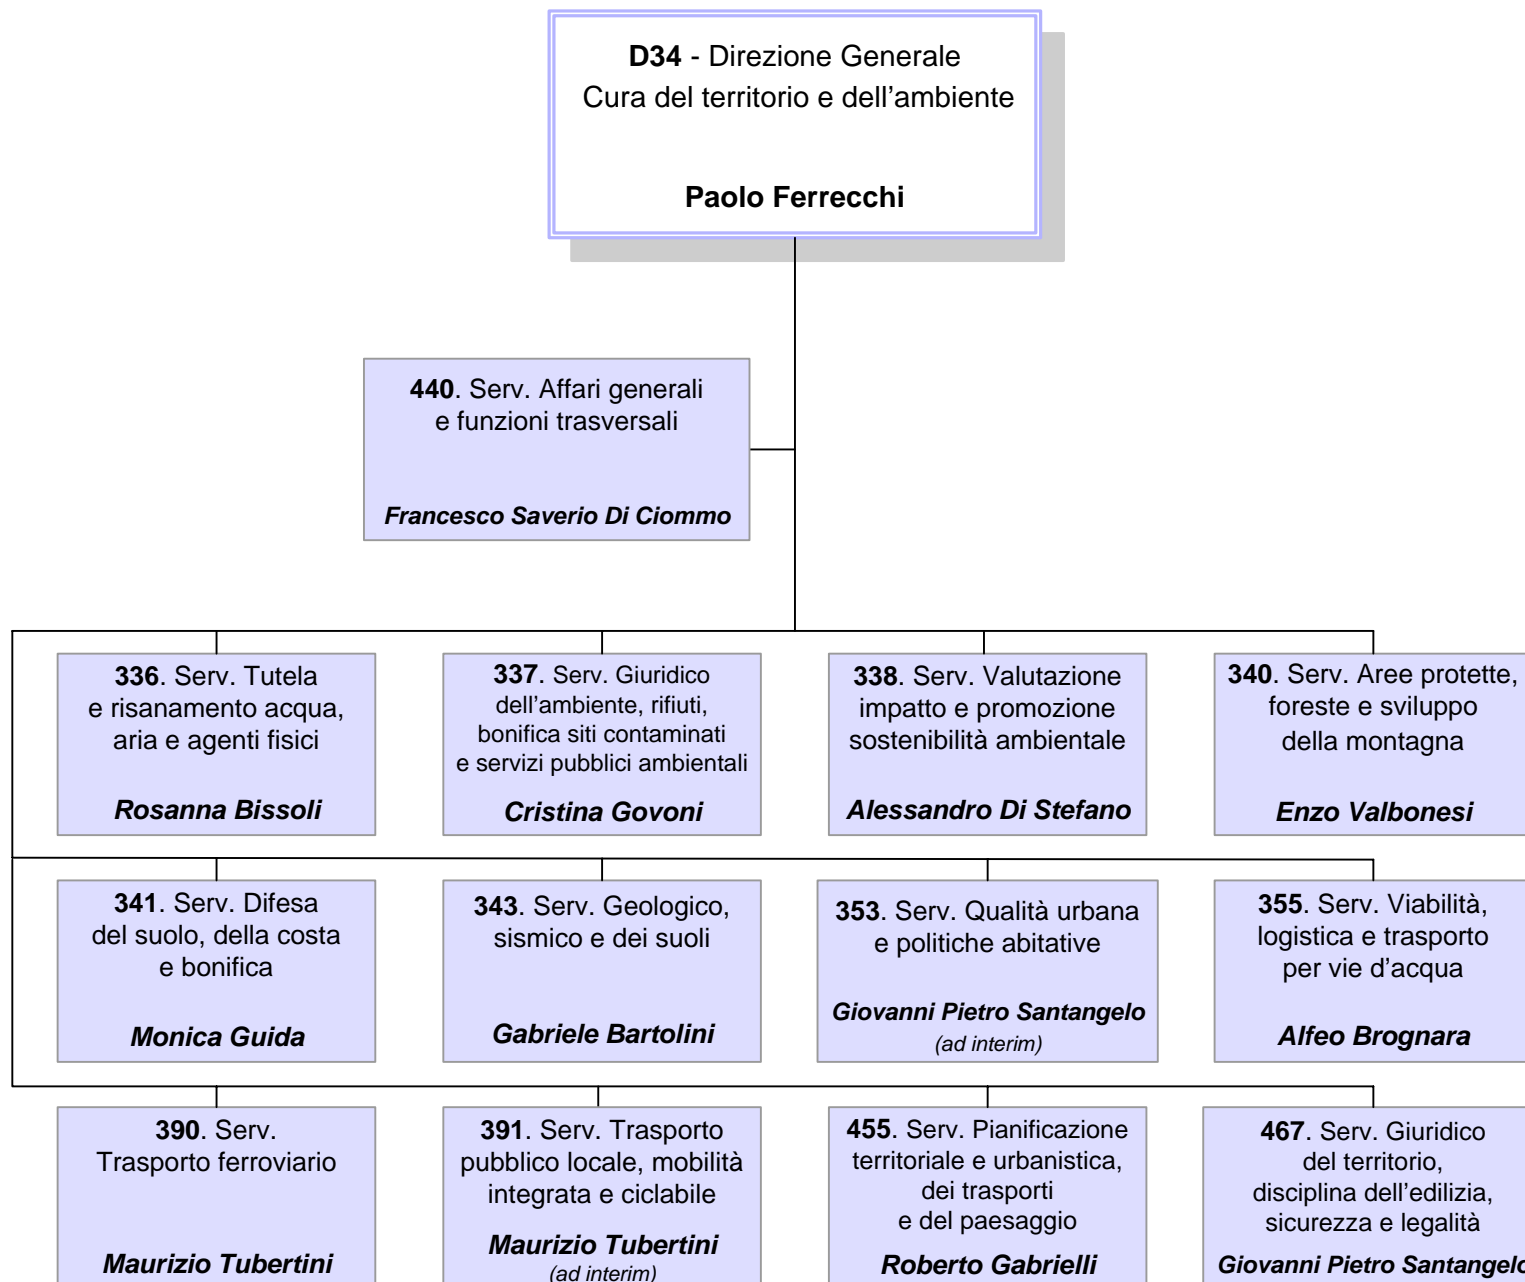 D34 - Direzione Generale
Cura del territorio e dell'ambiente
Paolo Ferrecchi
440. Serv. Affari generali
e funzioni trasversali
Francesco Saverio Di Ciommo
336. Serv. Tutela
e risanamento acqua,
aria e agenti fisici
Rosanna Bissoli
337. Serv. Giuridico
dell'ambiente, rifiuti,
bonifica siti contaminati
e servizi pubblici ambientali
Cristina Govoni
338. Serv. Valutazione
impatto e promozione
sostenibilità ambientale
Alessandro Di Stefano
340. Serv. Aree protette,
foreste e sviluppo
della montagna
Enzo Valbonesi
341. Serv. Difesa
del suolo, della costa
e bonifica
Monica Guida
343. Serv. Geologico,
sismico e dei suoli
Gabriele Bartolini
353. Serv. Qualità urbana
e politiche abitative
Giovanni Pietro Santangelo
(ad interim)
355. Serv. Viabilità,
logistica e trasporto
per vie d'acqua
Alfeo Brognara
390. Serv.
Trasporto ferroviario
Maurizio Tubertini
391. Serv. Trasporto
pubblico locale, mobilità
integrata e ciclabile
Maurizio Tubertini
(ad interim)
455. Serv. Pianificazione
territoriale e urbanistica,
dei trasporti
e del paesaggio
Roberto Gabrielli
467. Serv. Giuridico
del territorio,
disciplina dell'edilizia,
sicurezza e legalità
Giovanni Pietro Santangelo